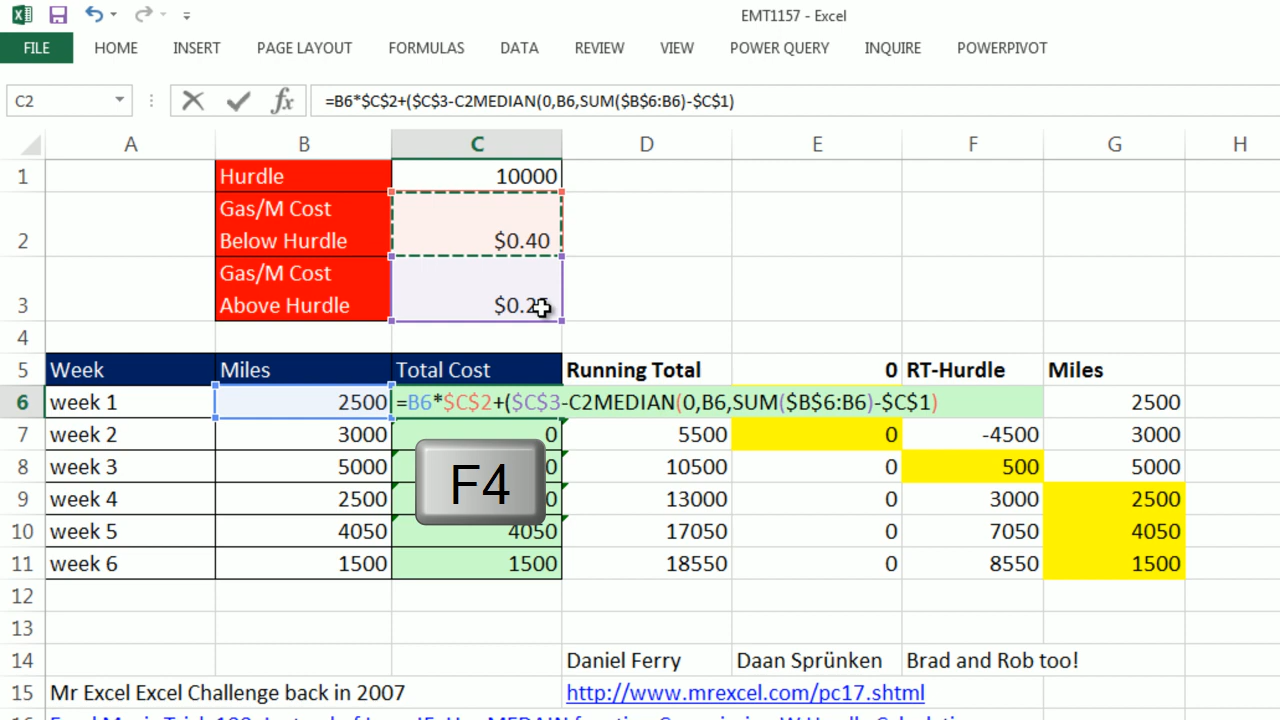 EMT1157 - Excel
FILE HOME INSERT PAGE LAYOUT FORMULAS DATA REVIEW VIEW POWER QUERY INQUIRE POWERPIVOT
C2 fx =B6*$C$2+($C$3-C2MEDIAN(0,B6,SUM($B$6:B6)-$C$1)
A B C D E F G H
1 Hurdle 10000
Gas/M Cost
2 Below Hurdle $0.40
Gas/M Cost
3 Above Hurdle
4
5 Week Miles Total Cost Running Total 0 RT-Hurdle Miles
6 week 1 2500 =B6*$C$2+($C$3-C2MEDIAN(0,B6,SUM($B$6:B6)-$C$1) 2500
7 week 2 3000 0 5500 0 -4500 3000
8 week 3 5000 0 10500 0 500 5000
9 week 4 2500 0 13000 0 3000 2500
F4
10 week 5 4050 4050 17050 0 7050 4050
11 week 6 1500 1500 18550 0 8550 1500
12
13
14 Daniel Ferry Daan Sprünken Brad and Rob too!
15 Mr Excel Excel Challenge back in 2007 http://www.mrexcel.com/pc17.shtml